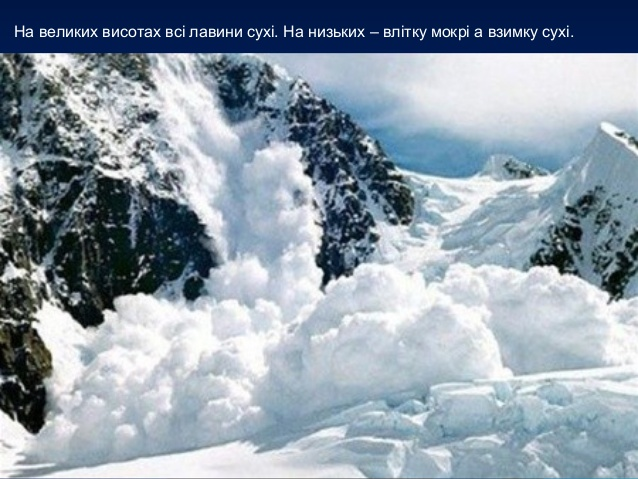 На великих висотах всі лавини сухі. На низьких – влітку мокрі а взимку сухі.